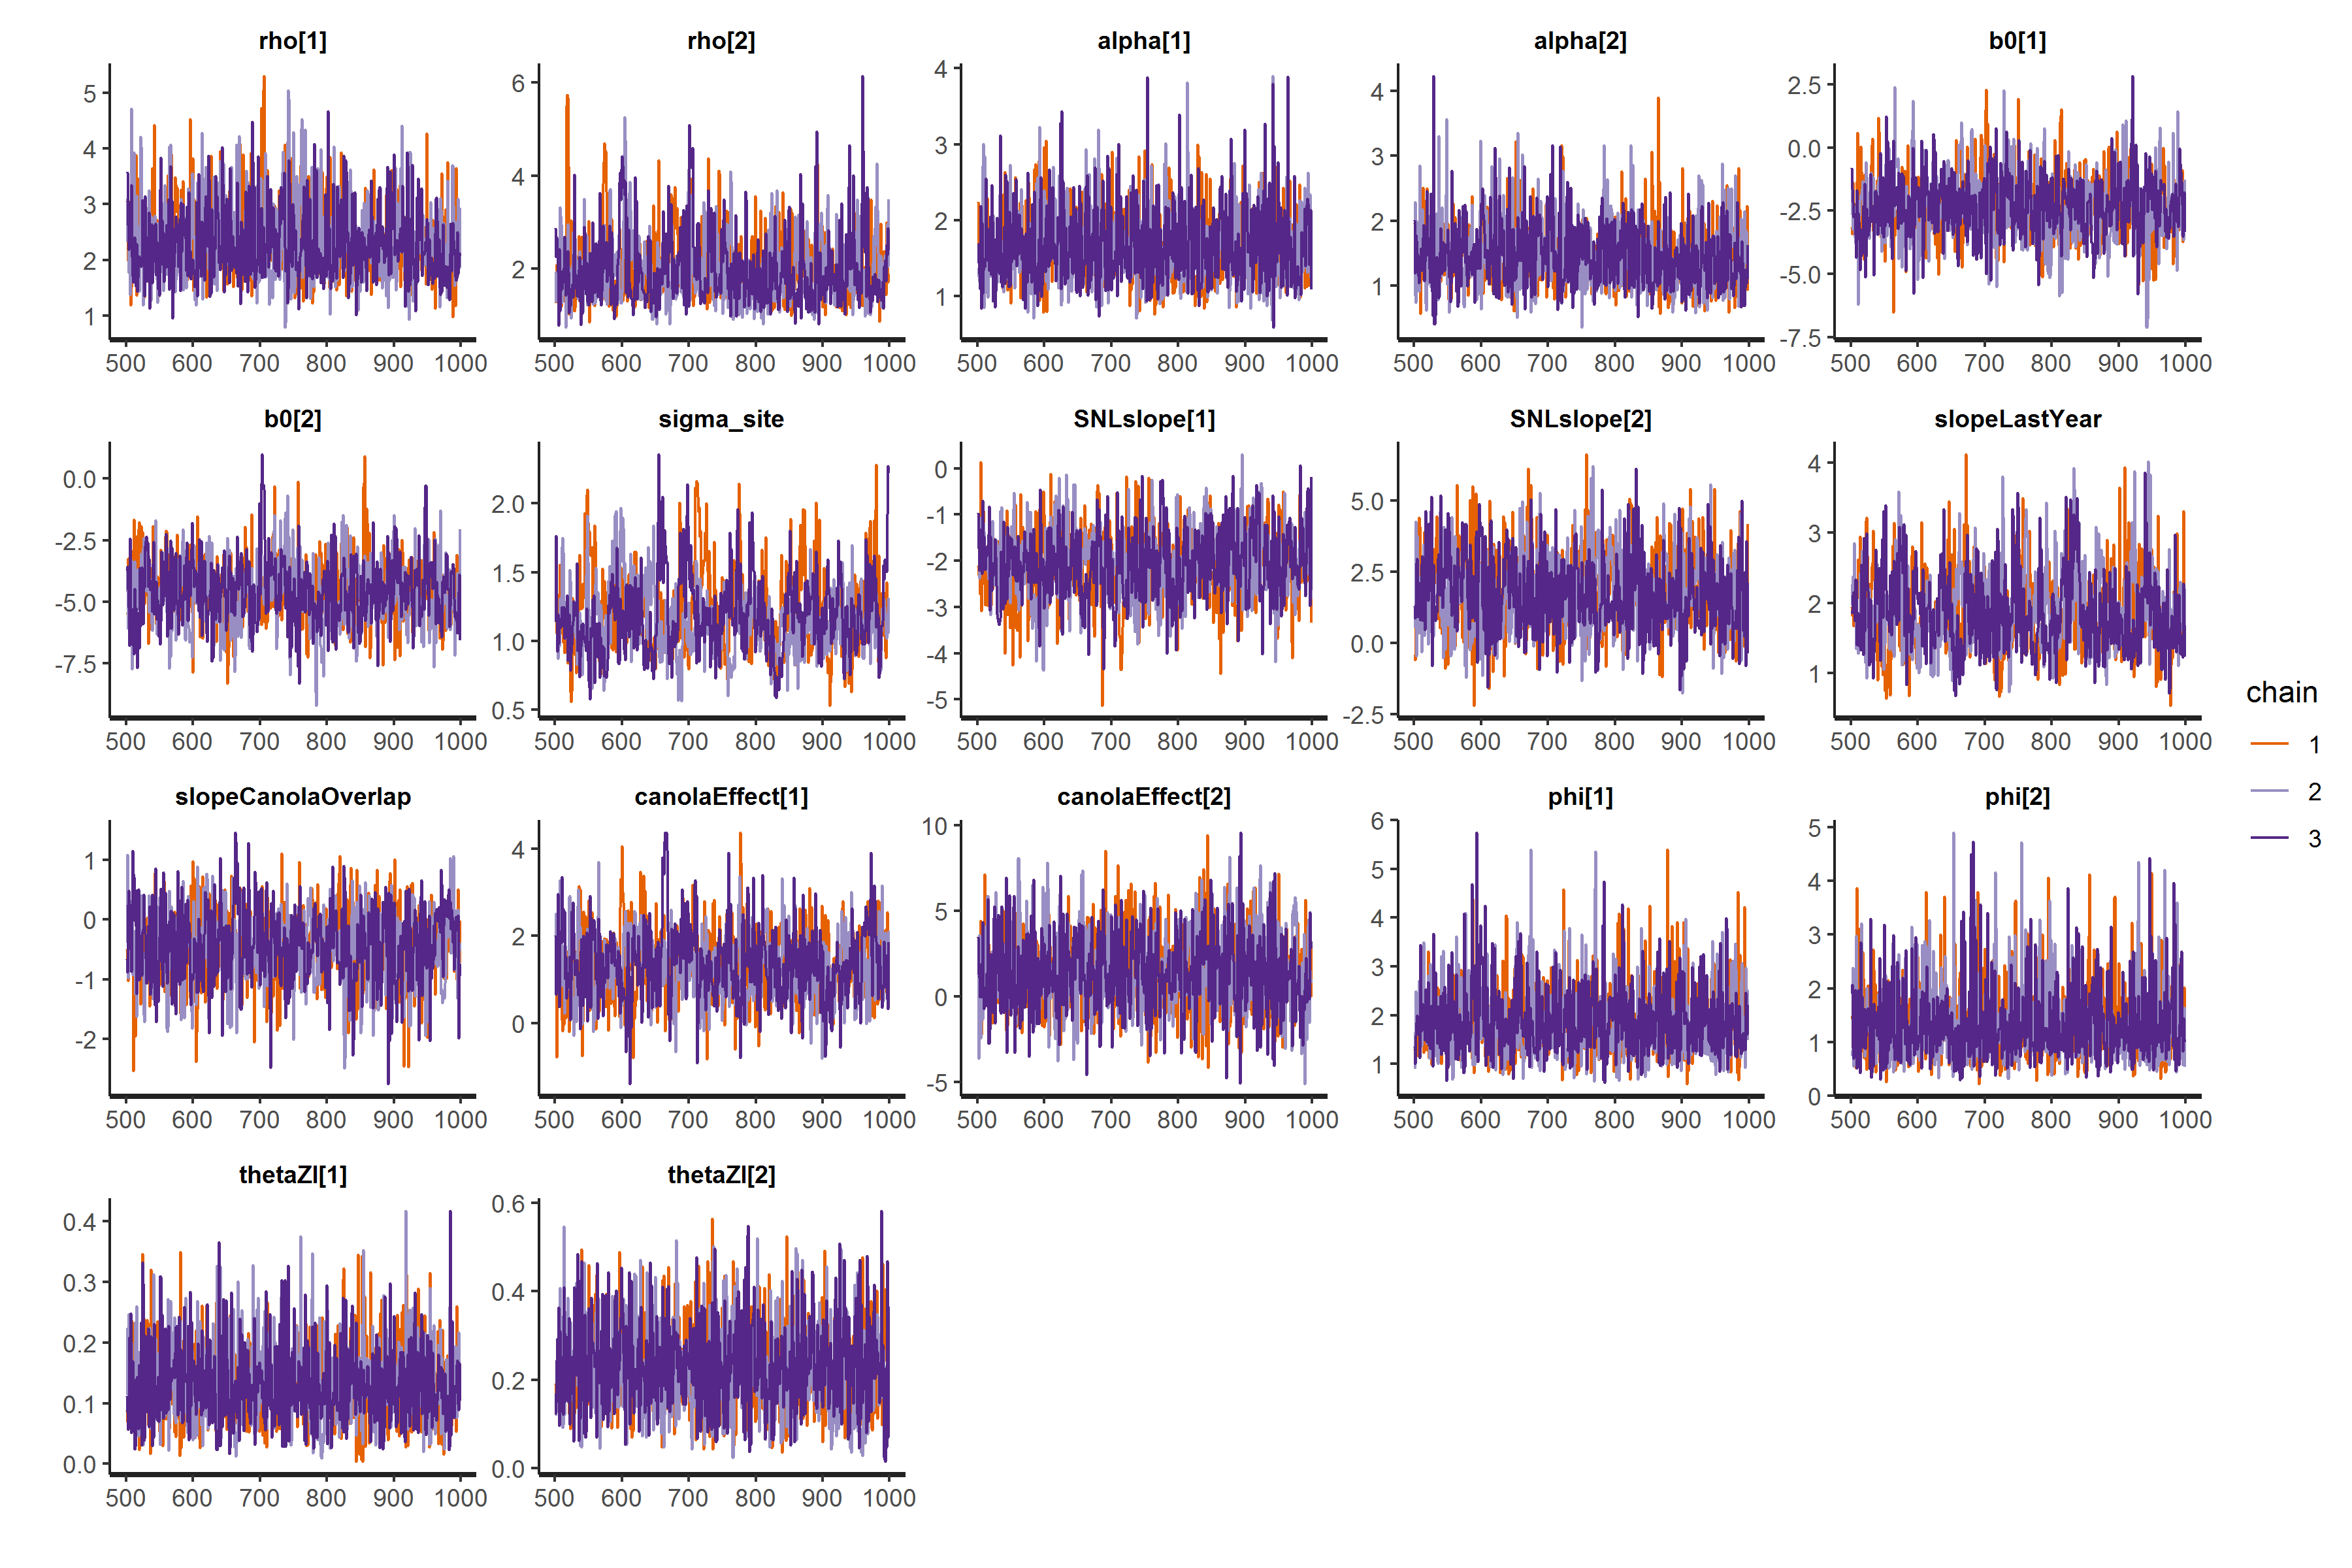 rho[1] rho[2] alpha[1] alpha[2] b0[1]
5 4 3 2 1
6 4 2
4 3 2 1
4 3 2 1
2.5 0.0 -2.5 -5.0 -7.5
500 600 700 800 900 1000
500 600 700 800 900 1000
500 600 700 800 900 1000
500 600 700 800 900 1000
500 600 700 800 900 1000
b0[2] sigma_site SNLslope[1] SNLslope[2] slopeLastYear
0.0 -2.5 -5.0 -7.5
2.0 1.5 1.0 0.5
0 -1 -2 -3 -4 -5
5.0 2.5 0.0 -2.5
4 3 2 1
500 600 700 800 900 1000
500 600 700 800 900 1000
500 600 700 800 900 1000
500 600 700 800 900 1000
500 600 700 800 900 1000
slopeCanolaOverlap canolaEffect[1] canolaEffect[2] phi[1] phi[2]
1 0 -1 -2
4 2 0
10 5 0 -5
6 5 4 3 2 1
5 4 3 2 1 0
500 600 700 800 900 1000
500 600 700 800 900 1000
500 600 700 800 900 1000
500 600 700 800 900 1000
500 600 700 800 900 1000
thetaZI[1] thetaZI[2]
0.4 0.3 0.2 0.1 0.0
0.6 0.4 0.2 0.0
500 600 700 800 900 1000
500 600 700 800 900 1000
chain
1
2
3